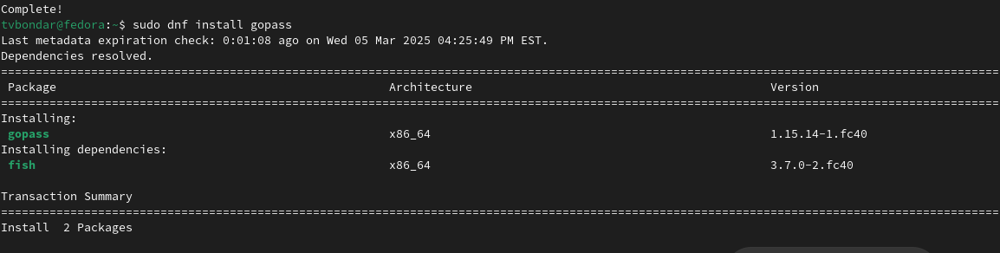 Complete!
tvbondar@fedora:~$ sudo dnf install gopass
Last metadata expiration check: 0:01:08 ago on Wed 05 Mar 2025 04:25:49 PM EST.
Dependencies resolved.
================================================================================================================================================
Package Architecture Version
================================================================================================================================================
Installing:
gopass x86_64 1.15.14-1.fc40
Installing dependencies:
fish x86_64 3.7.0-2.fc40
Transaction Summary
================================================================================================================================================
Install 2 Packages